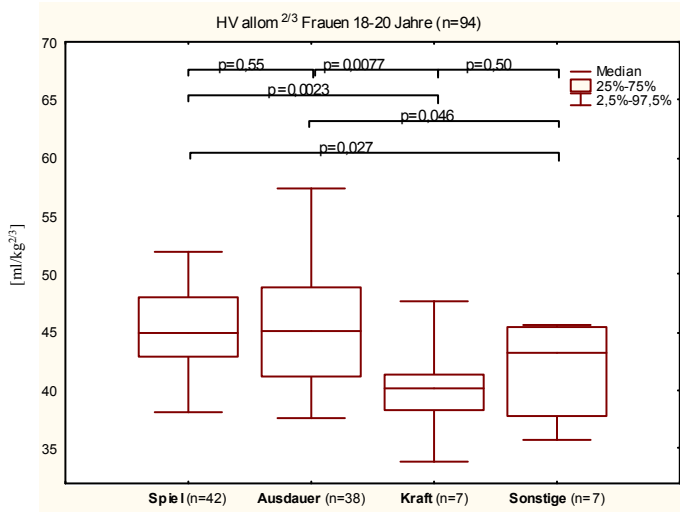 HV allom 2/3 Frauen 18-20 Jahre (n=94)
70
65
60
55
50
45
40
35
[ml/kg2/3]
p=0,55 p=0,0077 p=0,50
p=0,0023
p=0,046
p=0,027
Median
25%-75%
2,5%-97,5%
Spiel (n=42) Ausdauer (n=38) Kraft (n=7) Sonstige (n=7)